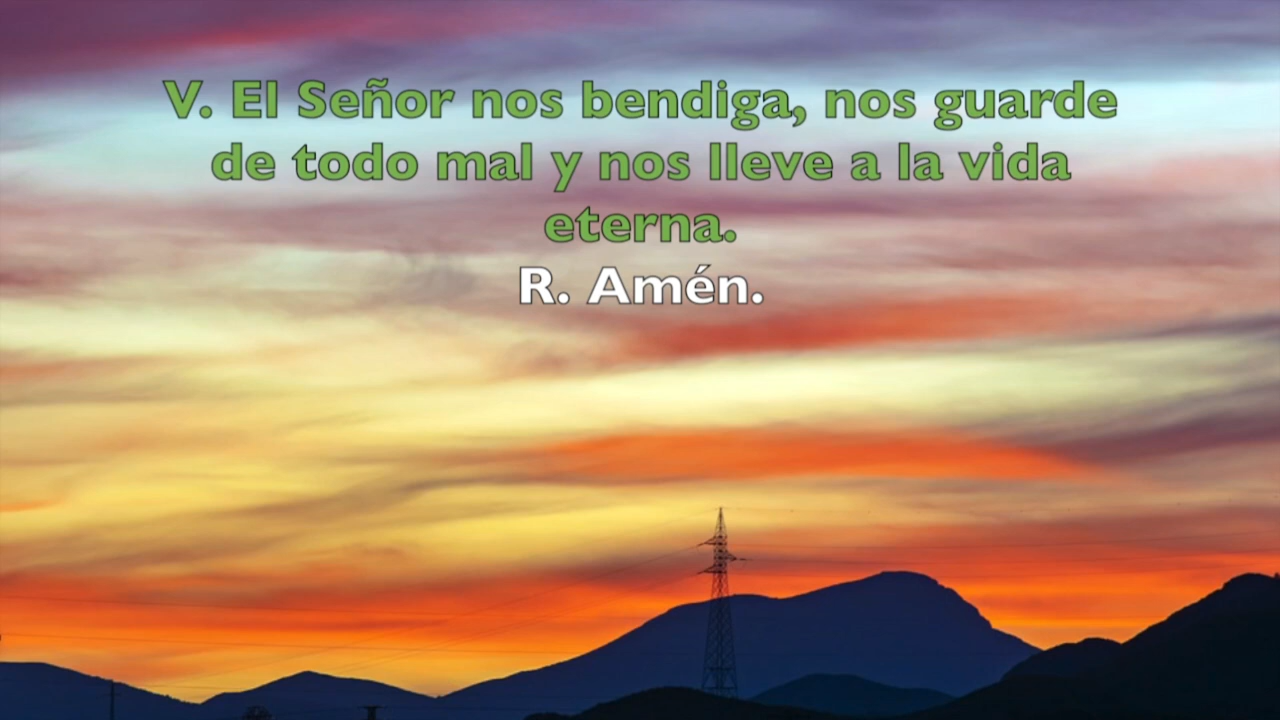 V. El Señor nos bendiga, nos guarde
de todo mal y nos lleve a la vida
eterna.
R. Amén.